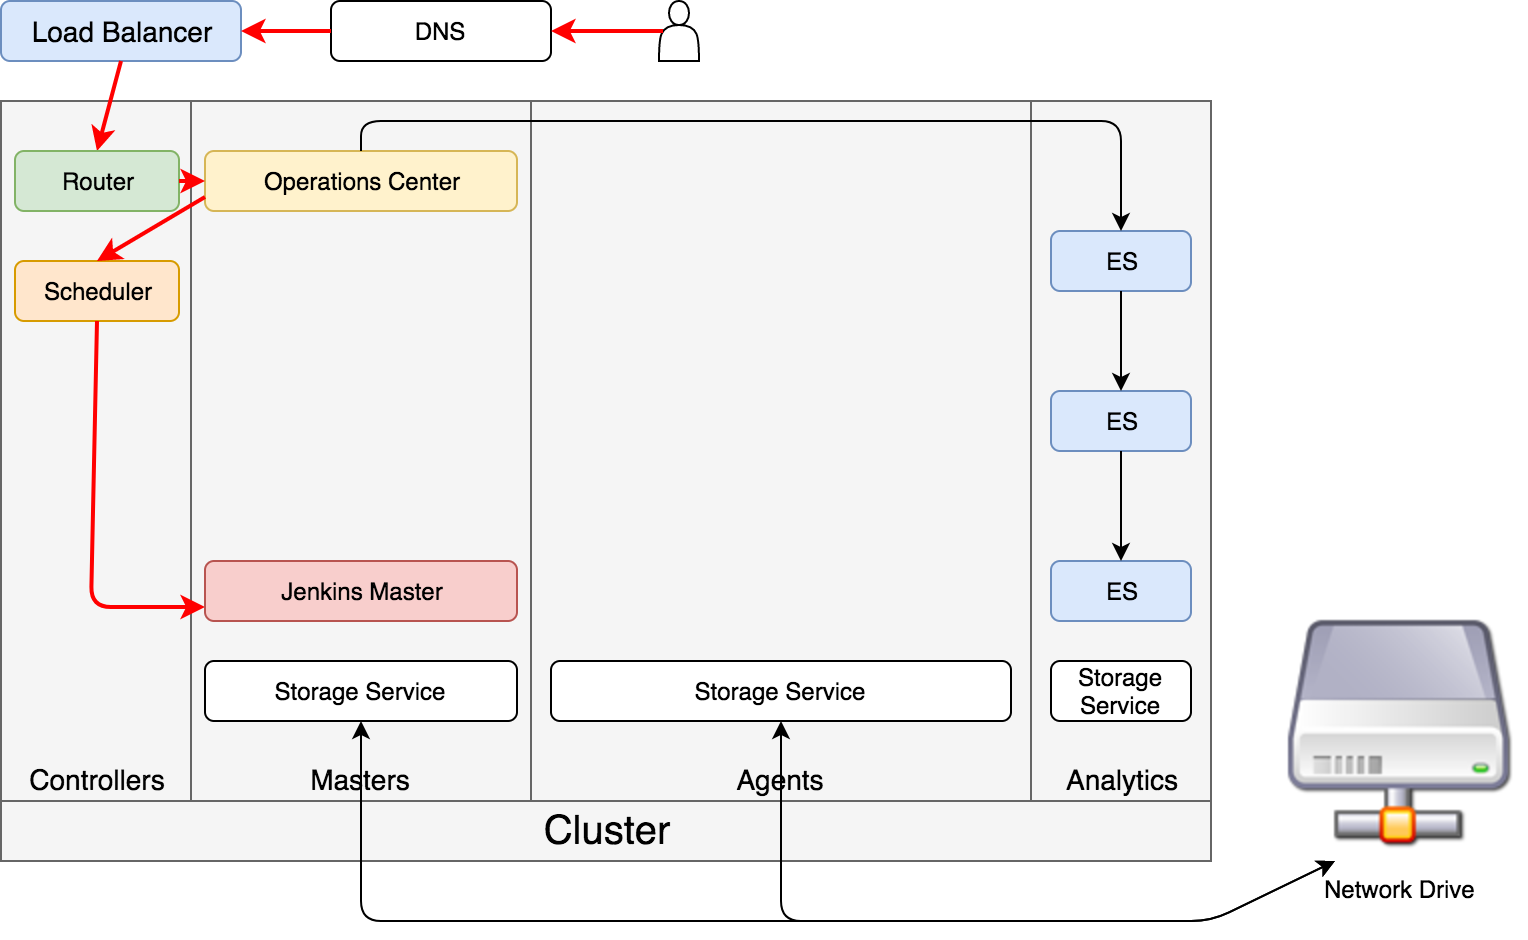 Load Balancer
DNS
Router
Operations Center
ES
Scheduler
ES
Jenkins Master
ES
Storage Service
Storage Service
Storage
Service
Controllers
Masters
Agents
Analytics
Cluster
Network Drive